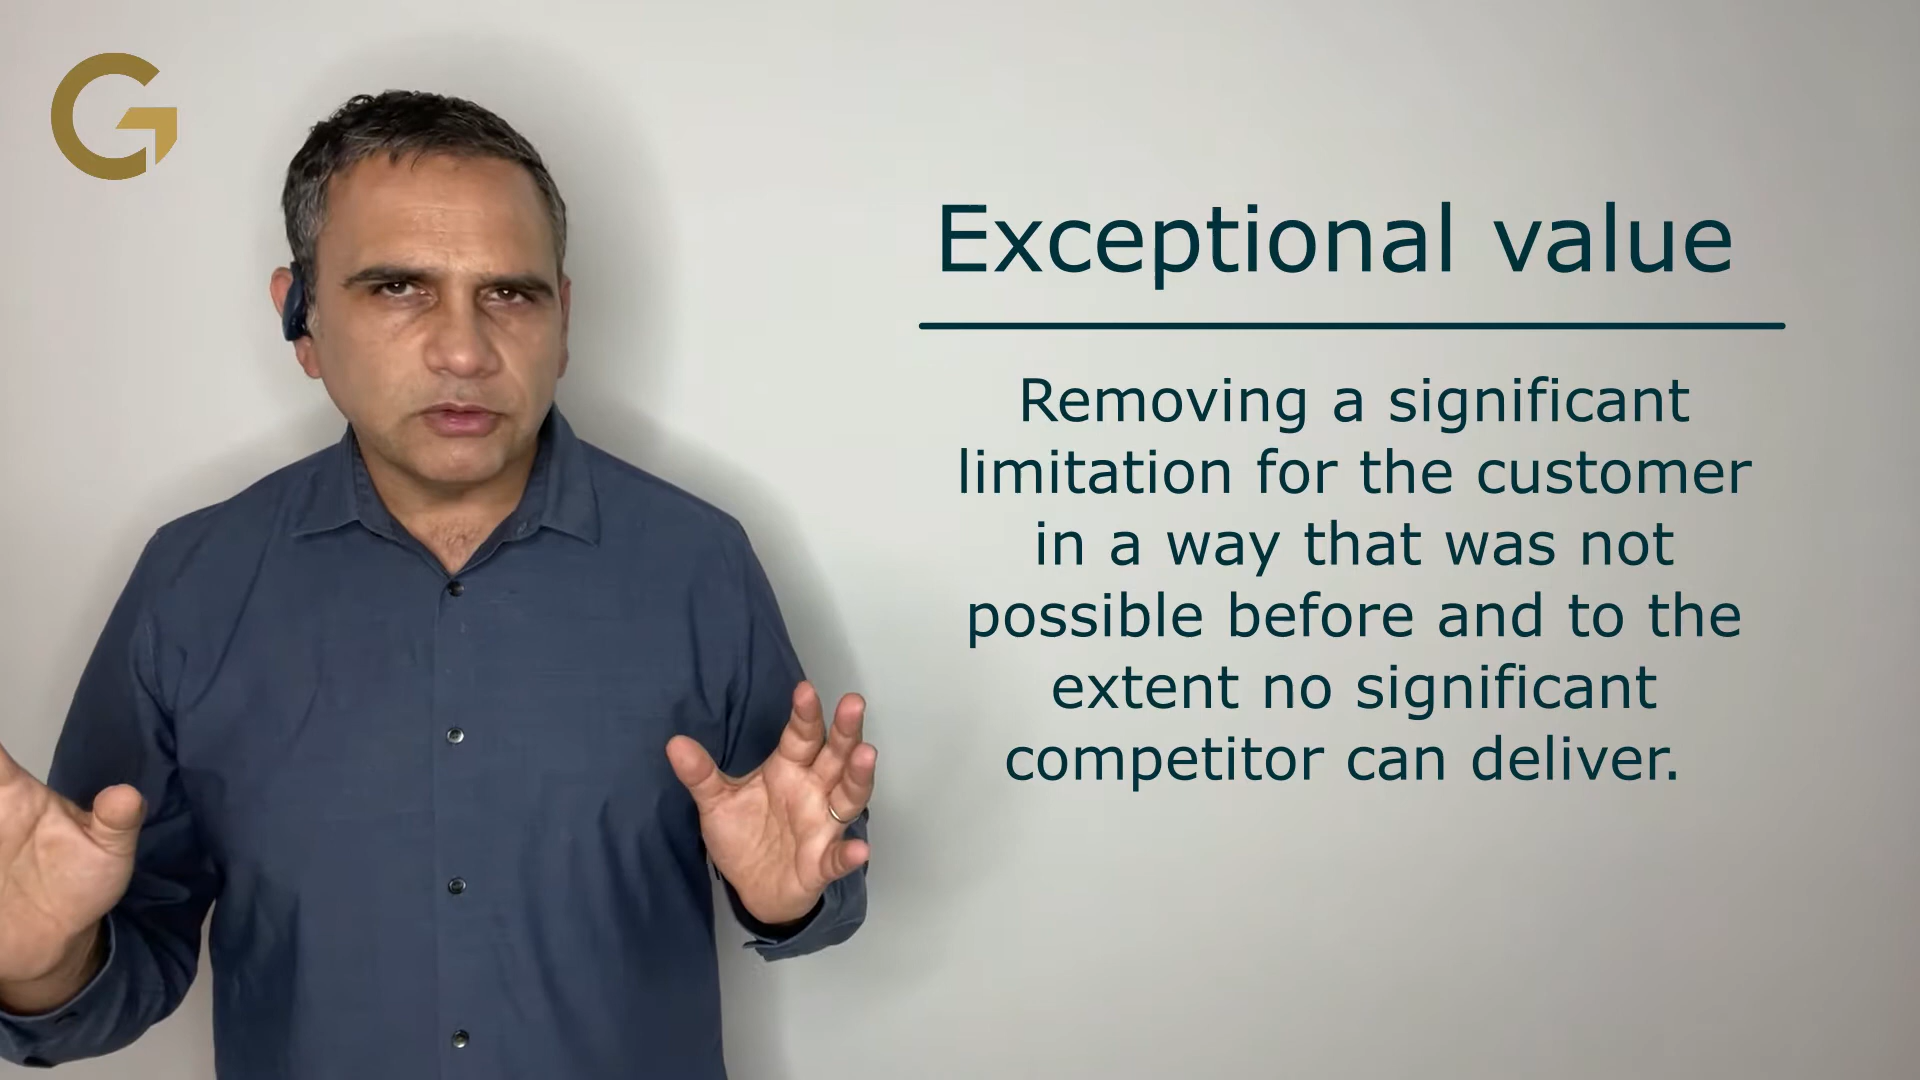 G
Exceptional value
Removing a significant
limitation for the customer
in a way that was not
possible before and to the
extent no significant
competitor can deliver.